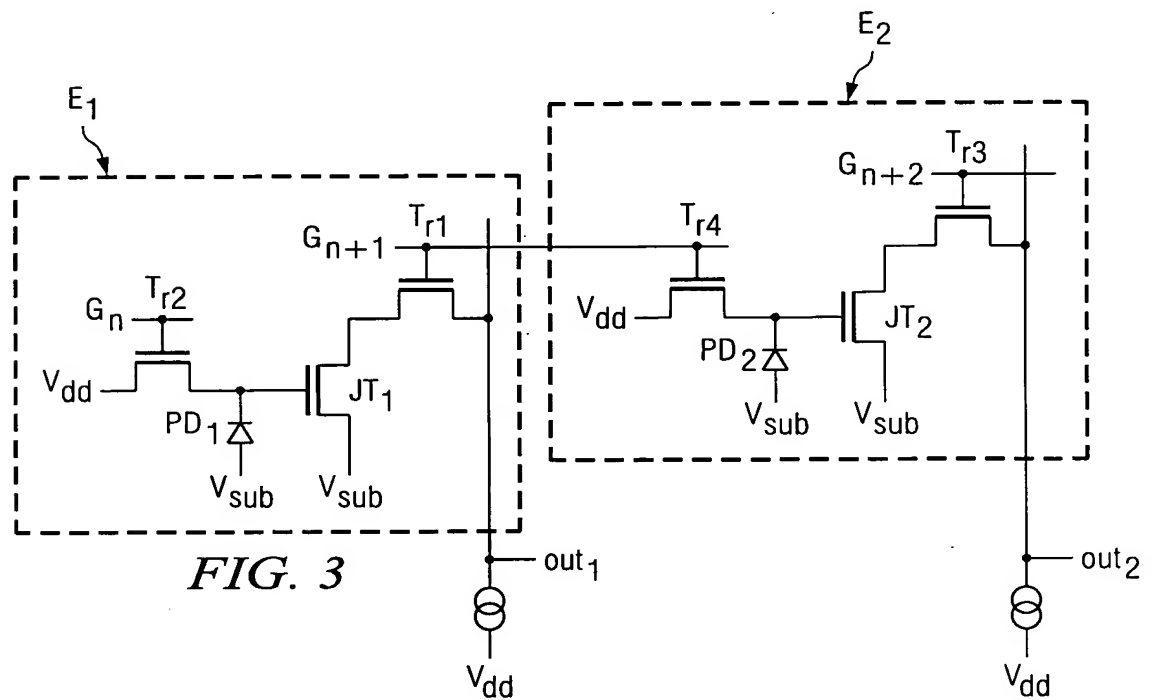 E2
E1
Tr3
Gn+2
Tr1
Gn+1
Tr4
Tr2
Gn
Vdd
JT2
PD2
Vdd
JT1
PD1
Vsub
Vsub
Vsub
Vsub
FIG. 3
out1
out2
Vdd
Vdd